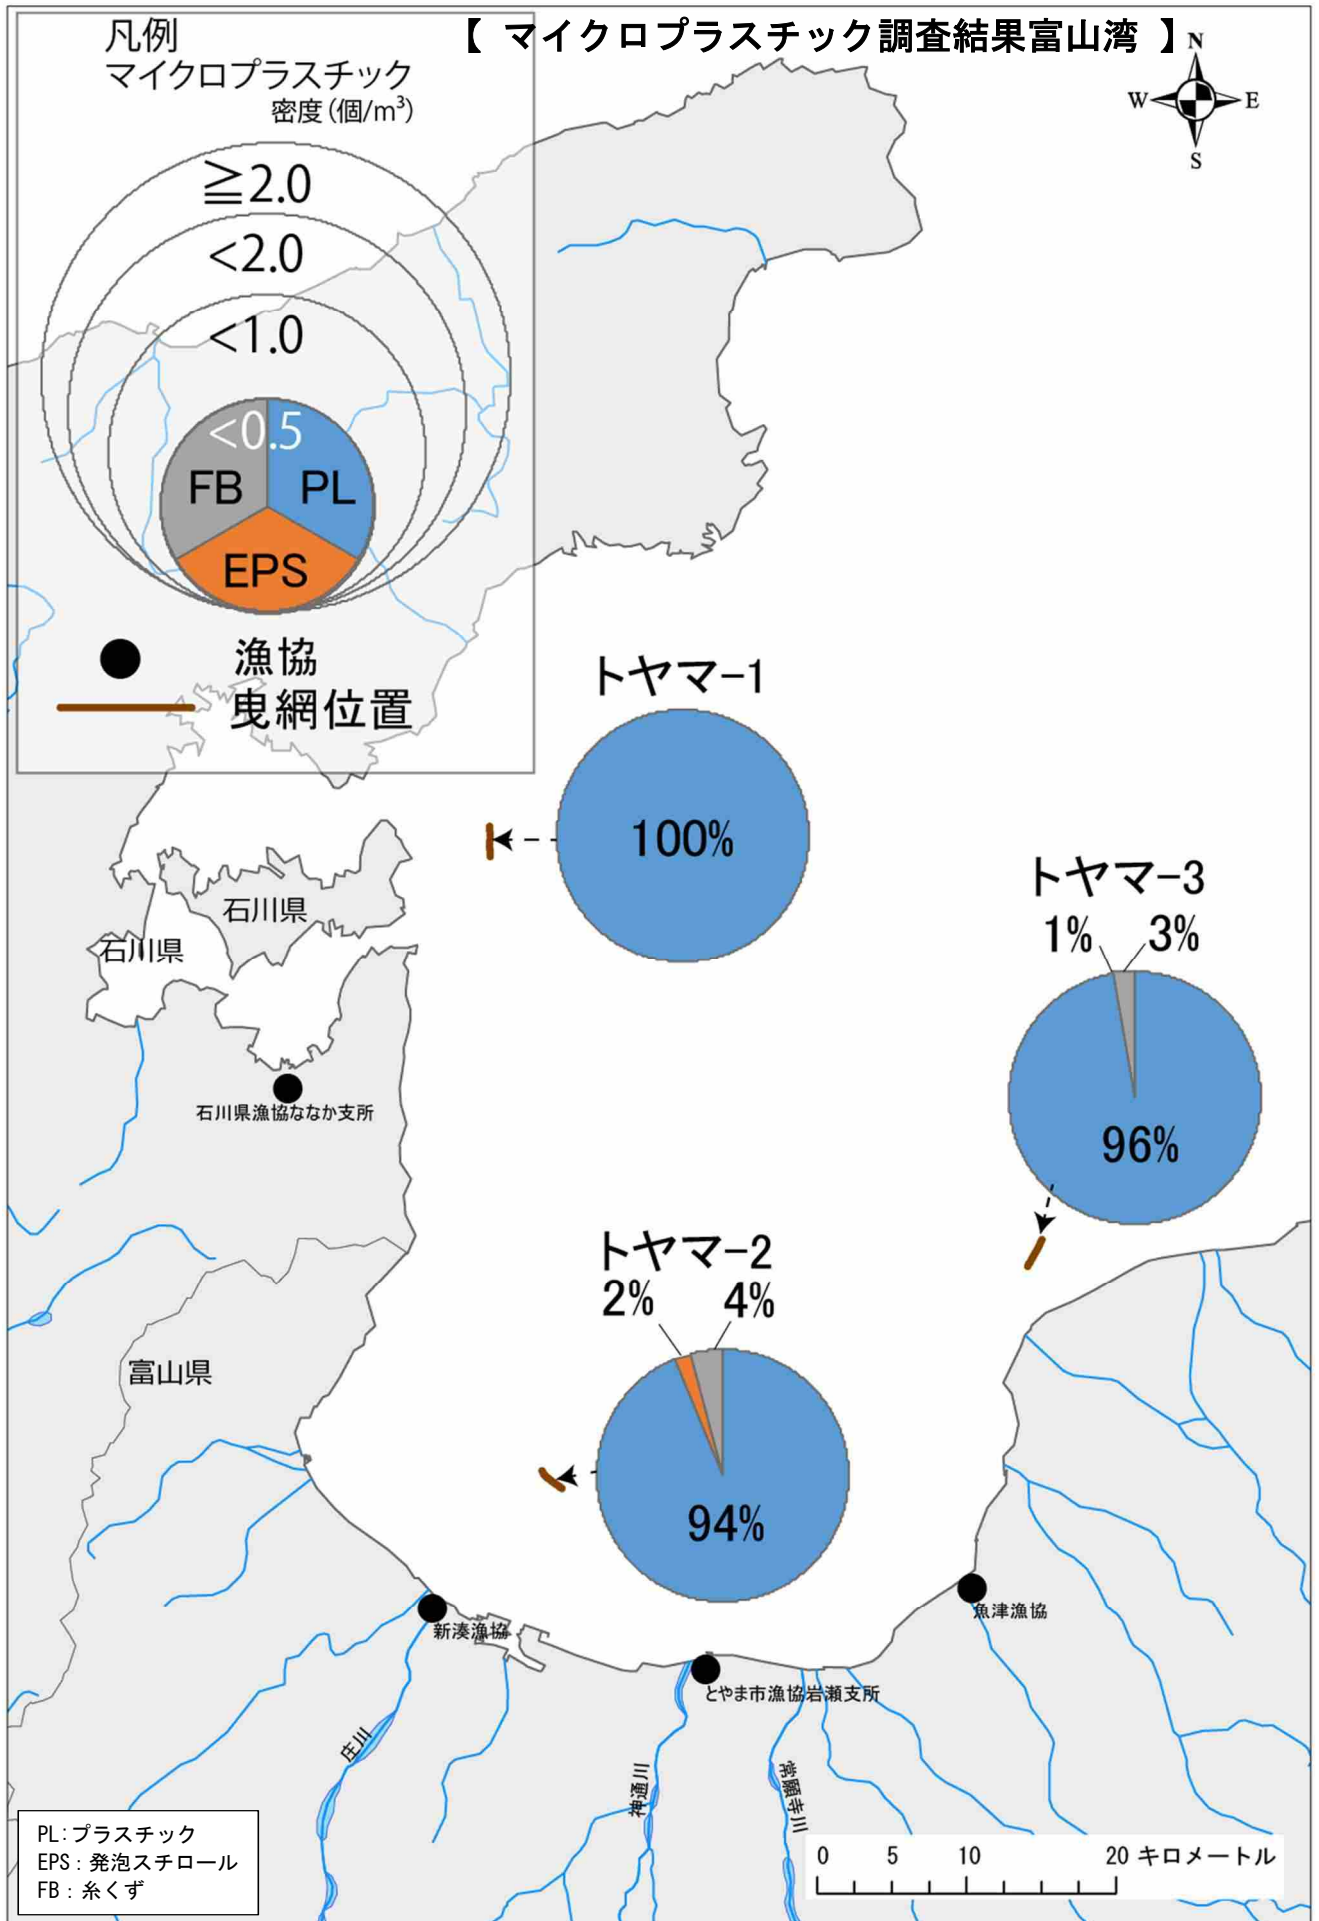 【 マイクロプラスチック調査結果富山湾 】
N
W
E
S
凡例
マイクロプラスチック
密度(個/m³)
≧2.0
<2.0
<1.0
<0.5
FB
PL
EPS
漁協
曳網位置
トヤマ-1
100%
トヤマ-3
1%
3%
96%
石川県
石川県
石川県漁協ななか支所
トヤマ-2
2%
4%
94%
富山県
新湊漁協
魚津漁協
とやま市漁協岩瀬支所
庄川
神通川
常願寺川
PL:プラスチック
EPS:発泡スチロール
FB:糸くず
0 5 10 20 キロメートル